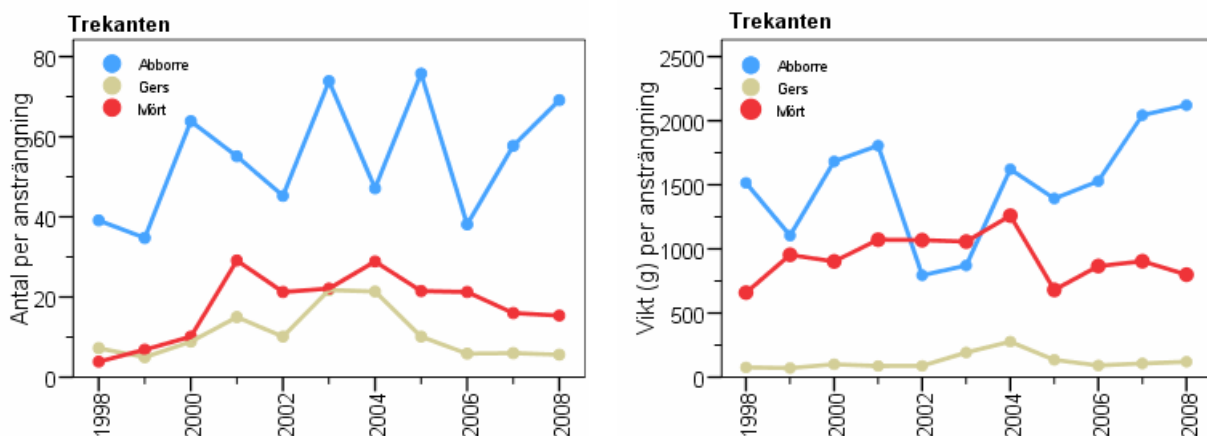 Trekanten
Abborre
Gers
Mört
Antal per ansträngning
80
60
40
20
0
1998
2000
2002
2004
2006
2008
Trekanten
Abborre
Gers
Mört
Vikt (g) per ansträngning
2500
2000
1500
1000
500
0
1998
2000
2002
2004
2006
2008